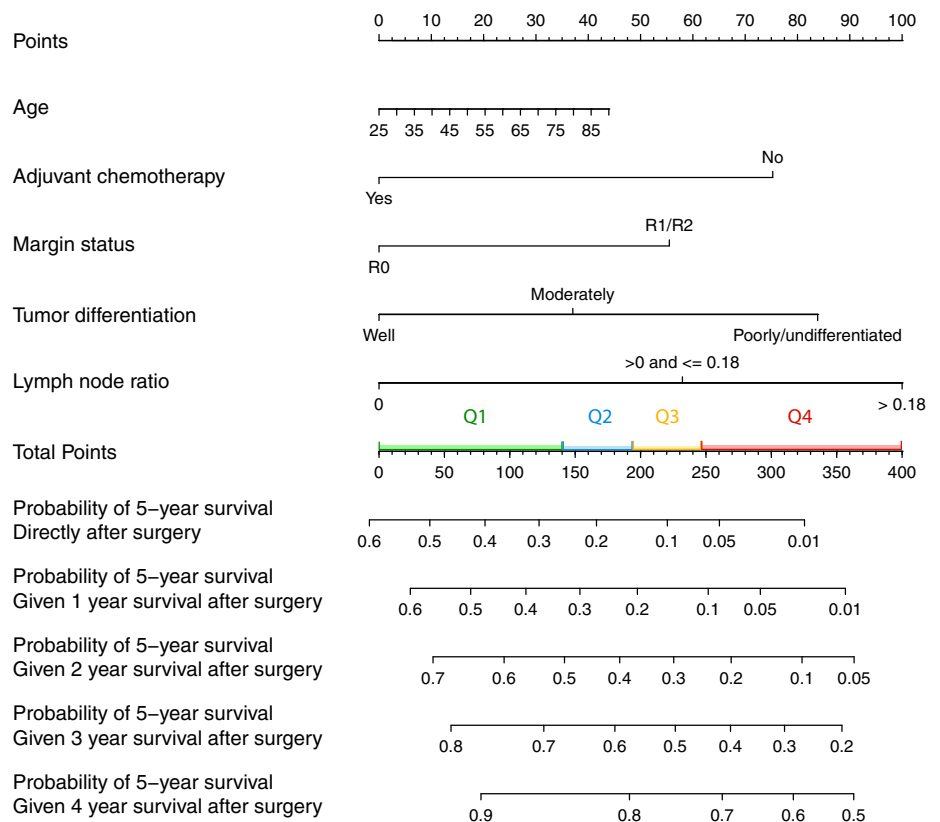 0 10 20 30 40 50 60 70 80 90 100
Points
Age
25 35 45 55 65 75 85
No
Adjuvant chemotherapy
Yes
R1/R2
Margin status
R0
Moderately
Tumor differentiation
Well Poorly/undifferentiated
>0 and <= 0.18
Lymph node ratio
0 > 0.18
Q1 Q2 Q3 Q4
Total Points
0 50 100 150 200 250 300 350 400
Probability of 5−year survival
Directly after surgery
0.6 0.5 0.4 0.3 0.2 0.1 0.05 0.01
Probability of 5−year survival
Given 1 year survival after surgery
0.6 0.5 0.4 0.3 0.2 0.1 0.05 0.01
Probability of 5−year survival
Given 2 year survival after surgery
0.7 0.6 0.5 0.4 0.3 0.2 0.1 0.05
Probability of 5−year survival
Given 3 year survival after surgery
0.8 0.7 0.6 0.5 0.4 0.3 0.2
Probability of 5−year survival
Given 4 year survival after surgery
0.9 0.8 0.7 0.6 0.5